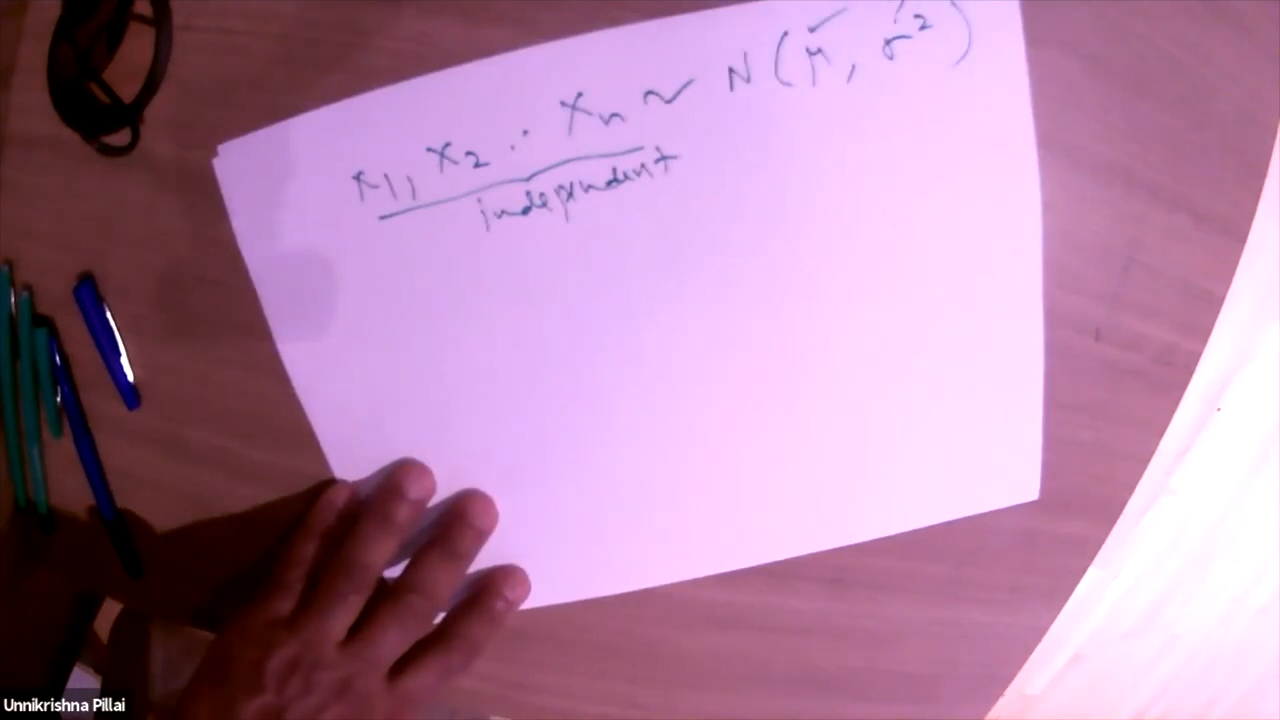 x1, x2 .. xn ~ N(μ, σ²)
independent
Unnikrishna Pillai